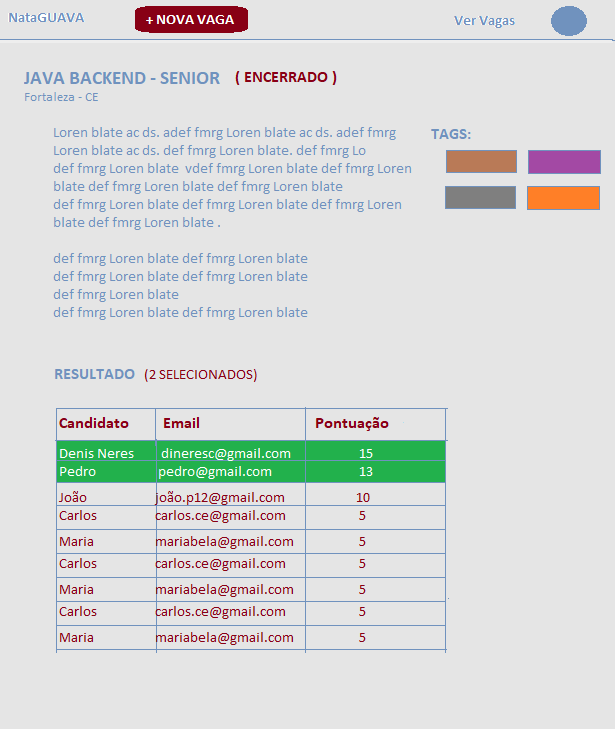 NataGUAVA
+ NOVA VAGA
Ver Vagas
JAVA BACKEND - SENIOR ( ENCERRADO )
Fortaleza - CE
Loren blate ac ds. adef fmrg Loren blate ac ds. adef fmrg
Loren blate ac ds. def fmrg Loren blate. def fmrg Lo
def fmrg Loren blate vdef fmrg Loren blate def fmrg Loren
blate def fmrg Loren blate def fmrg Loren blate
def fmrg Loren blate def fmrg Loren blate def fmrg Loren
blate def fmrg Loren blate .
def fmrg Loren blate def fmrg Loren blate
def fmrg Loren blate def fmrg Loren blate
def fmrg Loren blate
def fmrg Loren blate def fmrg Loren blate
TAGS:
RESULTADO (2 SELECIONADOS)
Candidato Email Pontuação
Denis Neres dineresc@gmail.com 15
Pedro pedro@gmail.com 13
João joão.p12@gmail.com 10
Carlos carlos.ce@gmail.com 5
Maria mariabela@gmail.com 5
Carlos carlos.ce@gmail.com 5
Maria mariabela@gmail.com 5
Carlos carlos.ce@gmail.com 5
Maria mariabela@gmail.com 5